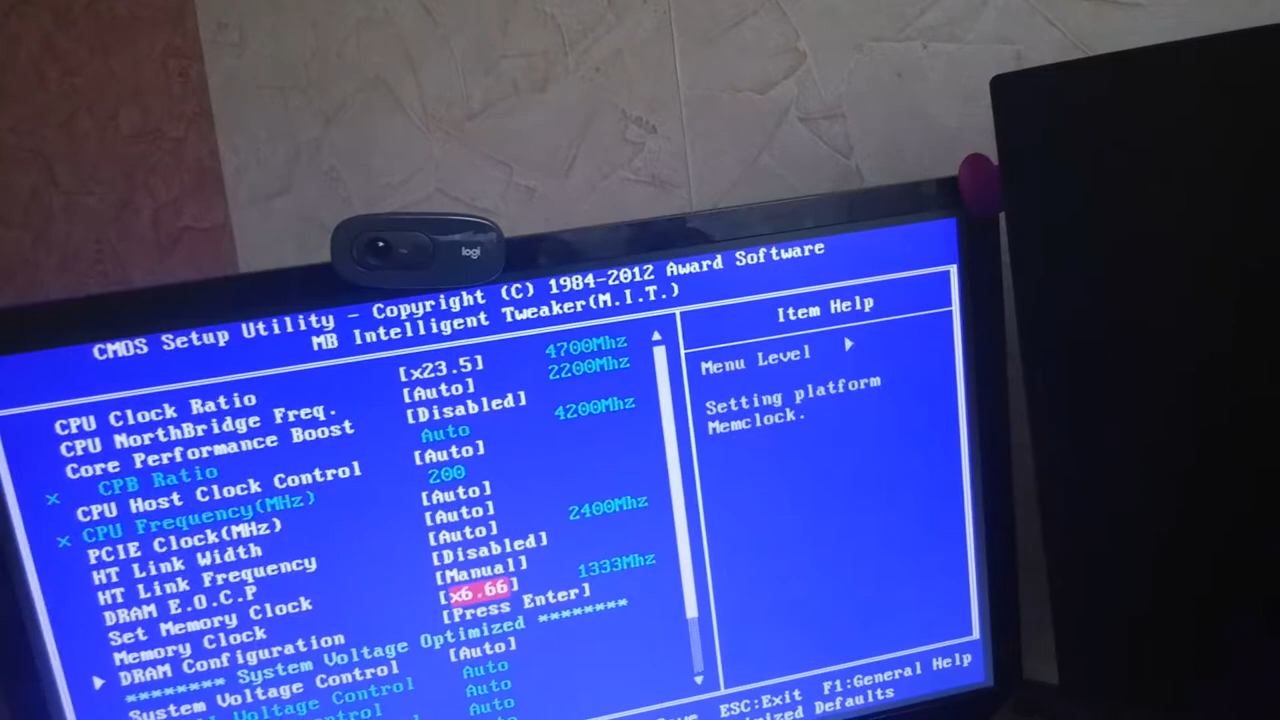 logi
CMOS Setup Utility - Copyright (C) 1984-2012 Award Software
MB Intelligent Tweaker(M.I.T.)
CPU Clock Ratio [x23.5] 4700Mhz
CPU NorthBridge Freq. [Auto] 2200Mhz
Core Performance Boost [Disabled]
x CPB Ratio Auto 4200Mhz
CPU Host Clock Control [Auto]
x CPU Frequency(MHz) 200
PCIE Clock(MHz) [Auto]
HT Link Width [Auto]
HT Link Frequency [Auto] 2400Mhz
DRAM E.O.C.P [Disabled]
Set Memory Clock [Manual]
Memory Clock [x6.66] 1333Mhz
DRAM Configuration [Press Enter]
******** System Voltage Optimized ********
System Voltage Control [Auto]
Voltage Control Auto
Control Auto
Auto
Item Help
Menu Level
Setting platform
Memclock.
ESC:Exit F1:General Help
Defaults